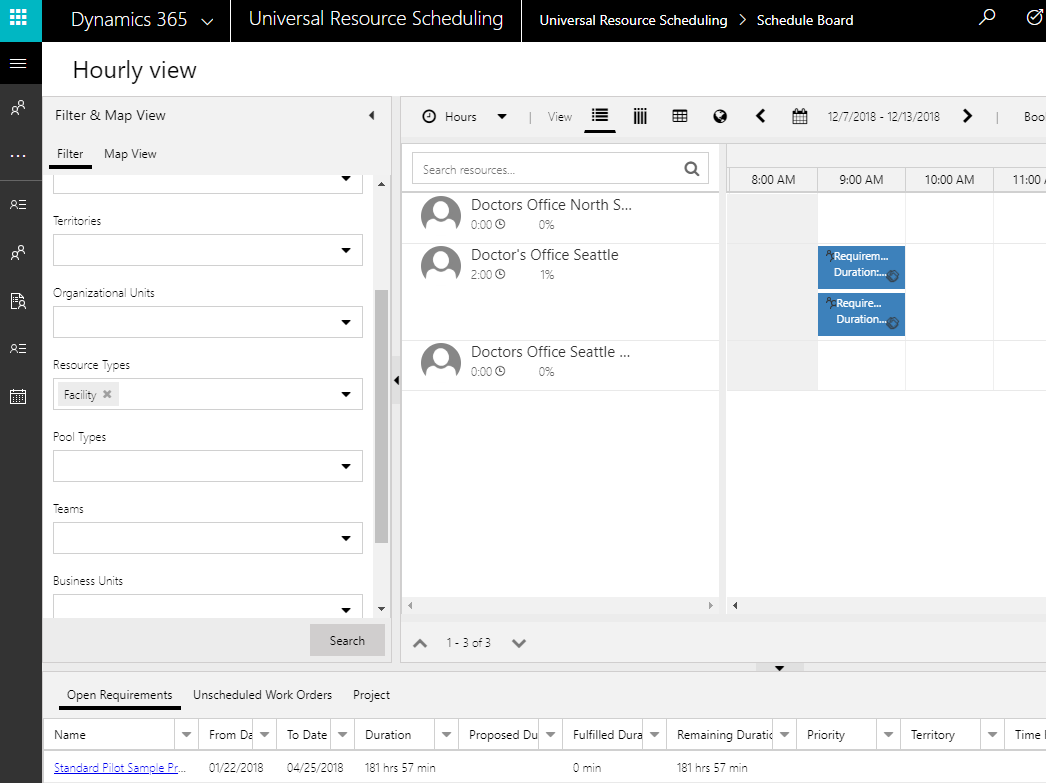 Dynamics 365
Universal Resource Scheduling
Universal Resource Scheduling > Schedule Board
Hourly view
Filter & Map View
Filter Map View
Territories
Organizational Units
Resource Types
Facility
Pool Types
Teams
Business Units
Search
Hours
View
12/7/2018 - 12/13/2018
Boo
Search resources...
8:00 AM 9:00 AM 10:00 AM 11:00
Doctors Office North S...
0:00 0%
Doctor's Office Seattle
2:00 1%
Requirem...
Duration:...
Require...
Duration...
Doctors Office Seattle ...
0:00 0%
1 - 3 of 3
Open Requirements Unscheduled Work Orders Project
Name From Da To Date Duration Proposed Du Fulfilled Dura Remaining Duratio Priority Territory Time
Standard Pilot Sample Pr... 01/22/2018 04/25/2018 181 hrs 57 min 0 min 181 hrs 57 min